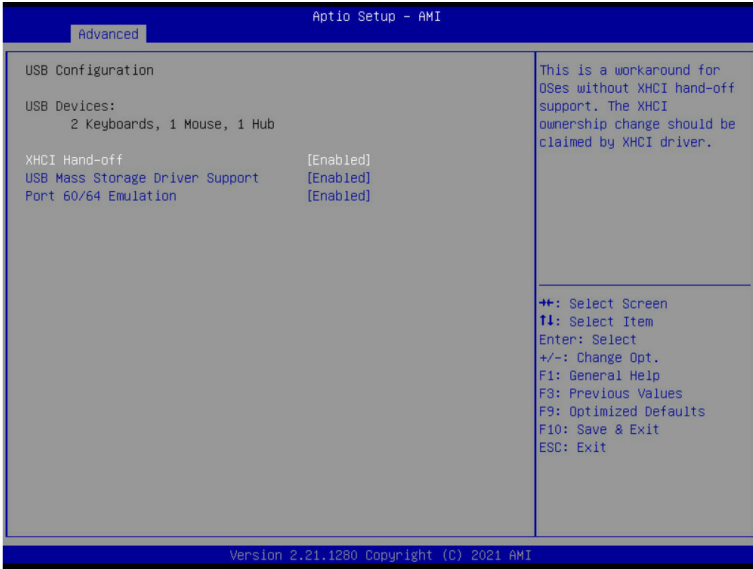 Aptio Setup – AMI
Advanced
USB Configuration
USB Devices:
2 Keyboards, 1 Mouse, 1 Hub
XHCI Hand-off [Enabled]
USB Mass Storage Driver Support [Enabled]
Port 60/64 Emulation [Enabled]
This is a workaround for
OSes without XHCI hand-off
support. The XHCI
ownership change should be
claimed by XHCI driver.
→←: Select Screen
↑↓: Select Item
Enter: Select
+/-: Change Opt.
F1: General Help
F3: Previous Values
F9: Optimized Defaults
F10: Save & Exit
ESC: Exit
Version 2.21.1280 Copyright (C) 2021 AMI